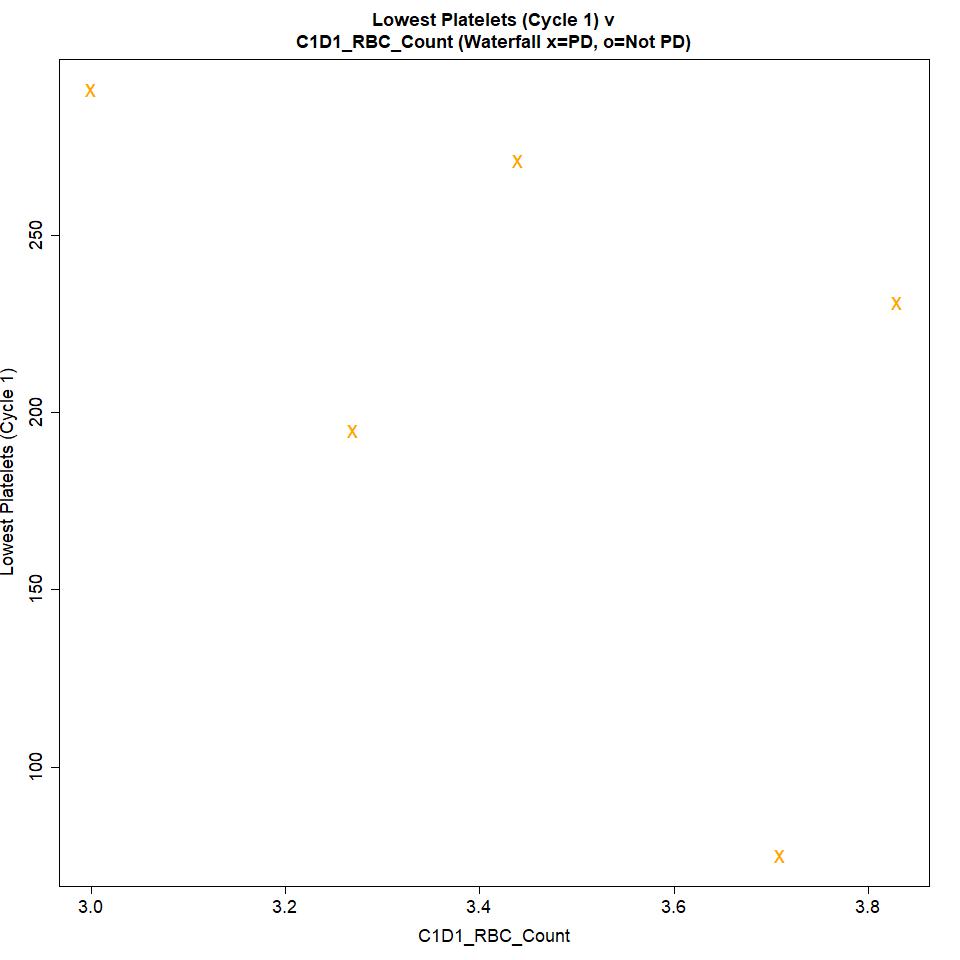 Lowest Platelets (Cycle 1) v
C1D1_RBC_Count (Waterfall x=PD, o=Not PD)
X
X
X
X
X
250
200
150
100
Lowest Platelets (Cycle 1)
3.0
3.2
3.4
3.6
3.8
C1D1_RBC_Count